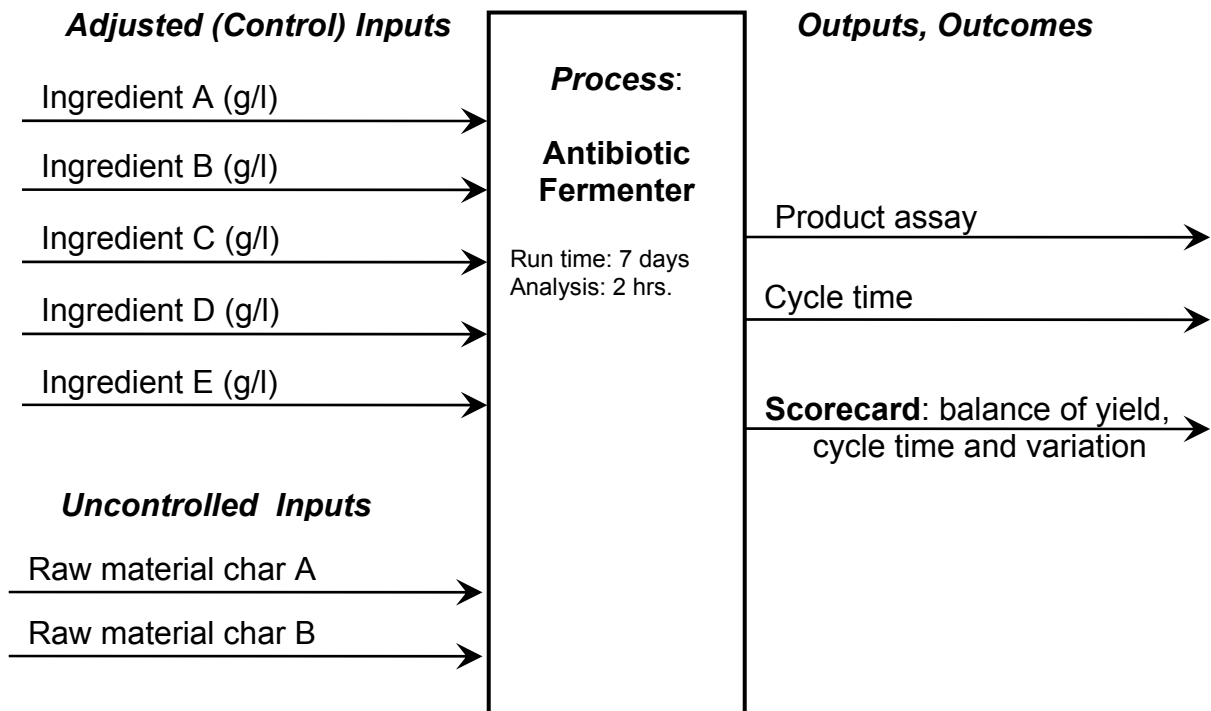 Adjusted (Control) Inputs
Ingredient A (g/l)
Ingredient B (g/l)
Ingredient C (g/l)
Ingredient D (g/l)
Ingredient E (g/l)
Uncontrolled Inputs
Raw material char A
Raw material char B
Process:
Antibiotic
Fermenter
Run time: 7 days
Analysis: 2 hrs.
Outputs, Outcomes
Product assay
Cycle time
Scorecard: balance of yield,
cycle time and variation